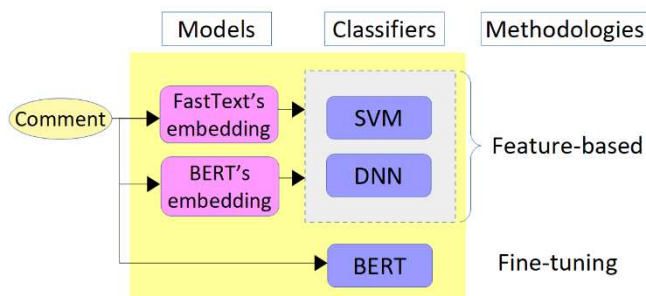 Models Classifiers Methodologies
Comment
FastText's
embedding
SVM
Feature-based
BERT's
embedding
DNN
BERT
Fine-tuning